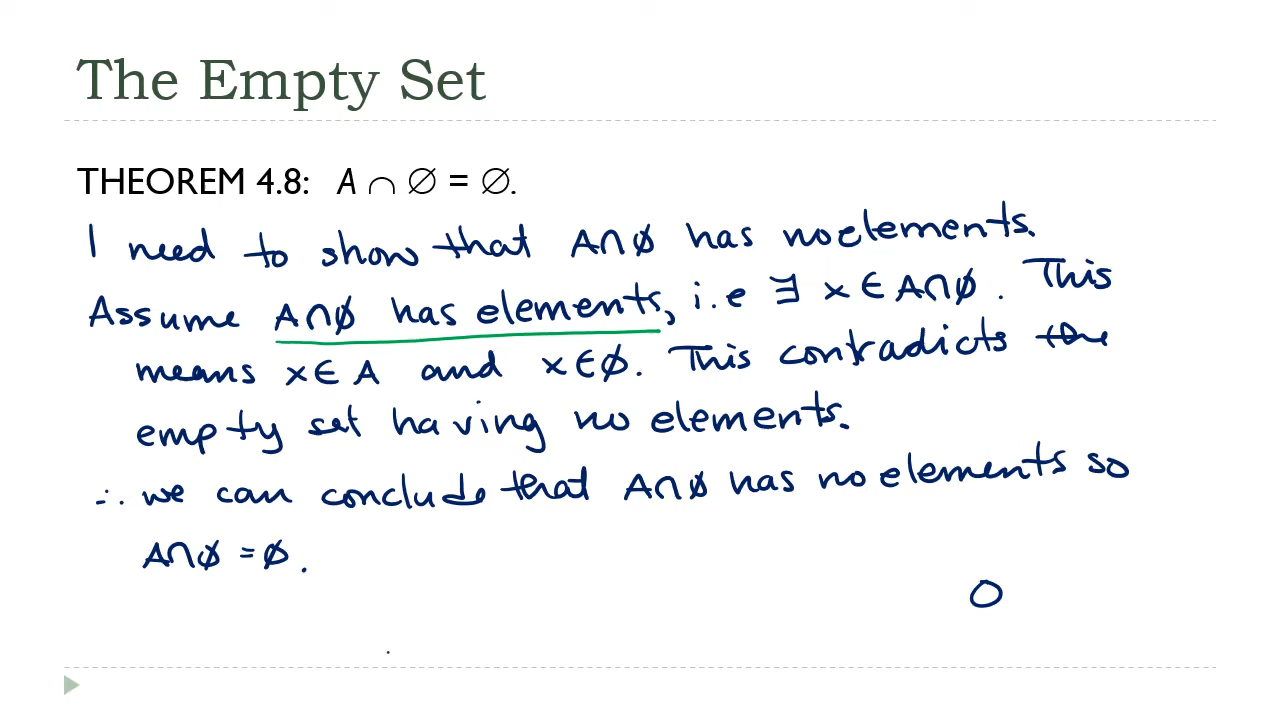 The Empty Set
THEOREM 4.8: A ∩ ∅ = ∅.
I need to show that A∩∅ has no elements.
Assume A∩∅ has elements, i.e ∃ x ∈ A∩∅. This
means x ∈ A and x ∈ ∅. This contradicts the
empty set having no elements.
∴ we can conclude that A∩∅ has no elements so
A∩∅ = ∅.
O